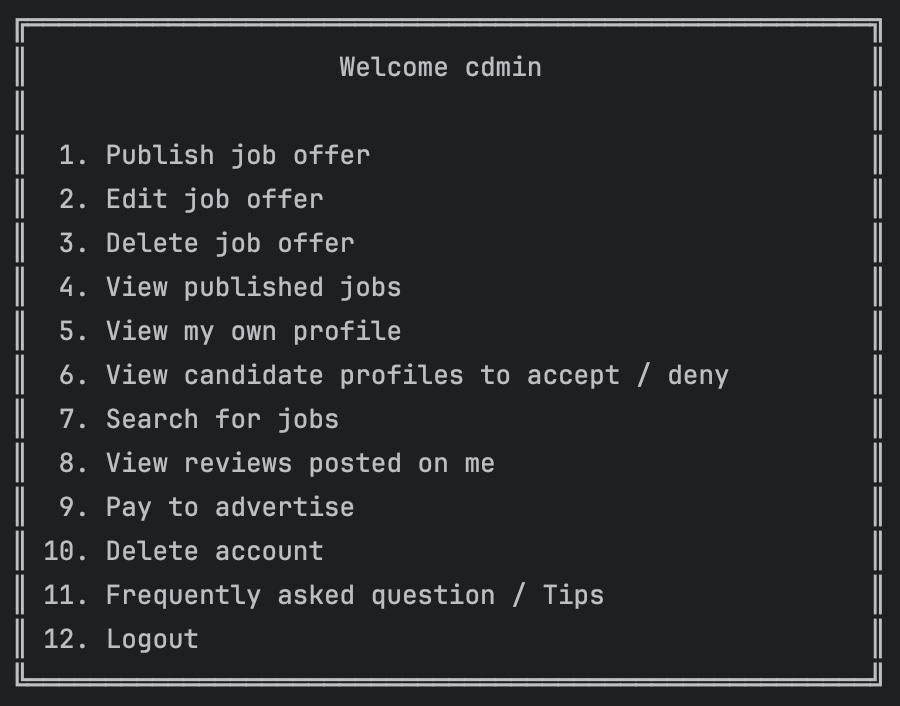 Welcome cdmin
1. Publish job offer
2. Edit job offer
3. Delete job offer
4. View published jobs
5. View my own profile
6. View candidate profiles to accept / deny
7. Search for jobs
8. View reviews posted on me
9. Pay to advertise
10. Delete account
11. Frequently asked question / Tips
12. Logout